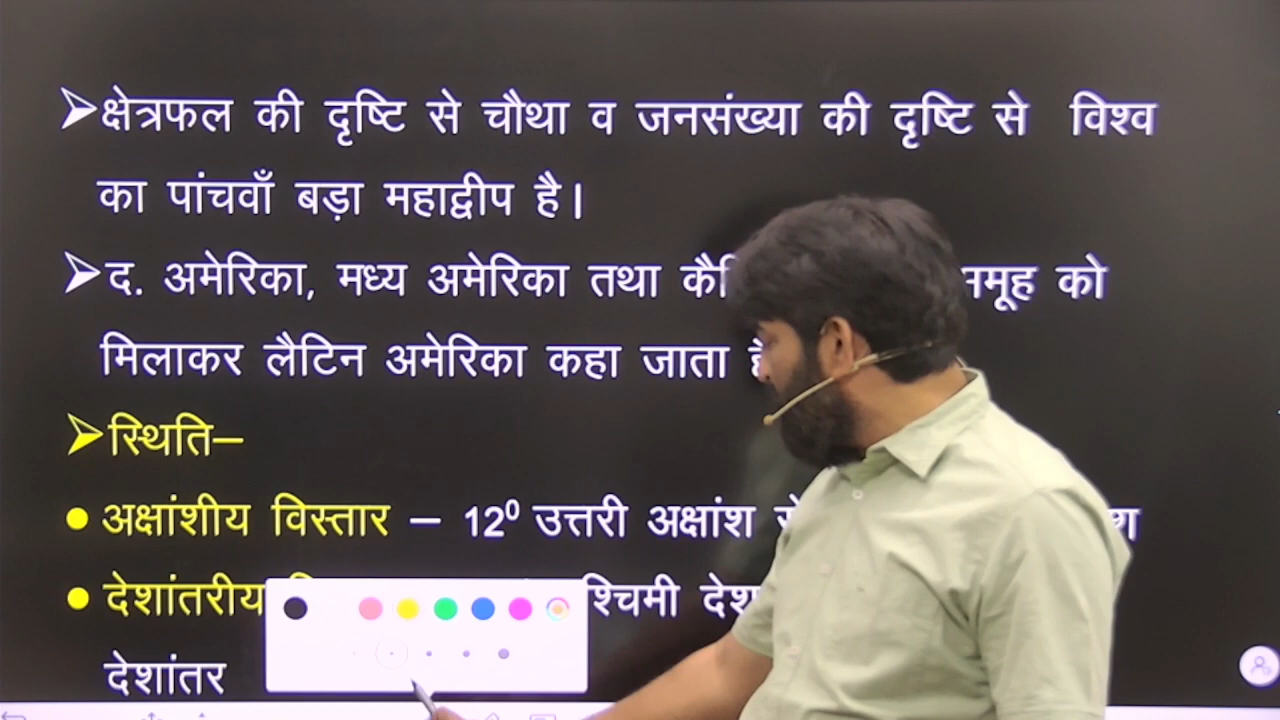 क्षेत्रफल की दृष्टि से चौथा व जनसंख्या की दृष्टि से विश्व
का पांचवाँ बड़ा महाद्वीप है।
द. अमेरिका, मध्य अमेरिका तथा को
मिलाकर लैटिन अमेरिका कहा जाता
स्थिति–
अक्षांशीय विस्तार – 12⁰ उत्तरी अक्षांश
देशांतरीय
देशांतर